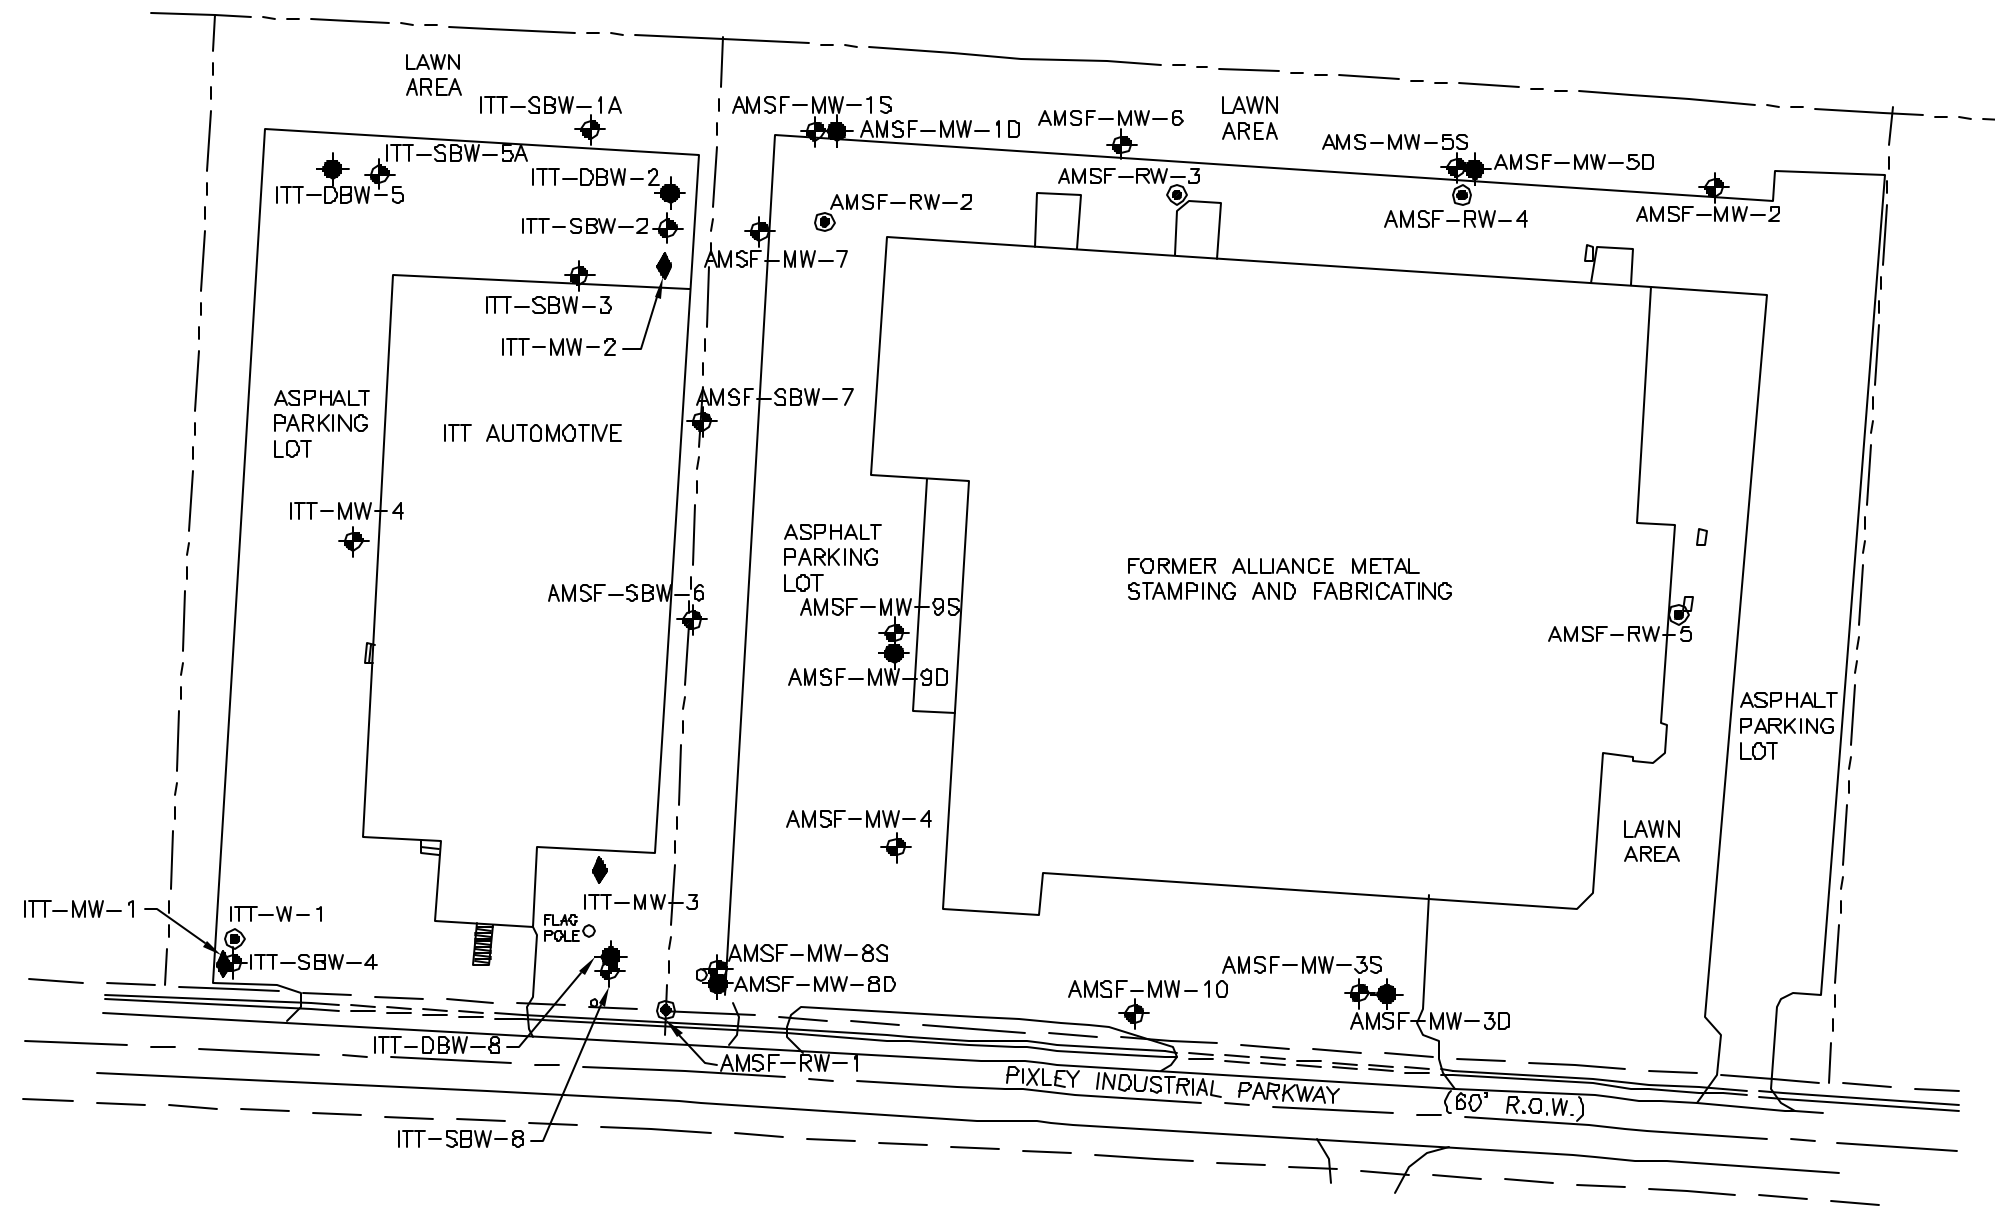 LAWN
AREA
ITT-SBW-1A
AMSF-MW-1S
AMSF-MW-1D
AMSF-MW-6
LAWN
AREA
AMS-MW-5S
AMSF-MW-5D
ITT-SBW-5A
ITT-DBW-5
ITT-DBW-2
AMSF-RW-3
AMSF-RW-2
AMSF-RW-4
AMSF-MW-2
ITT-SBW-2
AMSF-MW-7
ITT-SBW-3
ITT-MW-2
ASPHALT
PARKING
LOT
AMSF-SBW-7
ITT AUTOMOTIVE
ITT-MW-4
ASPHALT
PARKING
LOT
FORMER ALLIANCE METAL
STAMPING AND FABRICATING
AMSF-SBW-6
AMSF-MW-9S
AMSF-RW-5
AMSF-MW-9D
ASPHALT
PARKING
LOT
AMSF-MW-4
LAWN
AREA
ITT-MW-3
ITT-MW-1
ITT-W-1
FLAG
POLE
AMSF-MW-8S
ITT-SBW-4
AMSF-MW-3S
AMSF-MW-8D
AMSF-MW-10
AMSF-MW-3D
ITT-DBW-8
AMSF-RW-1
PIXLEY INDUSTRIAL PARKWAY
(60' R.O.W.)
ITT-SBW-8